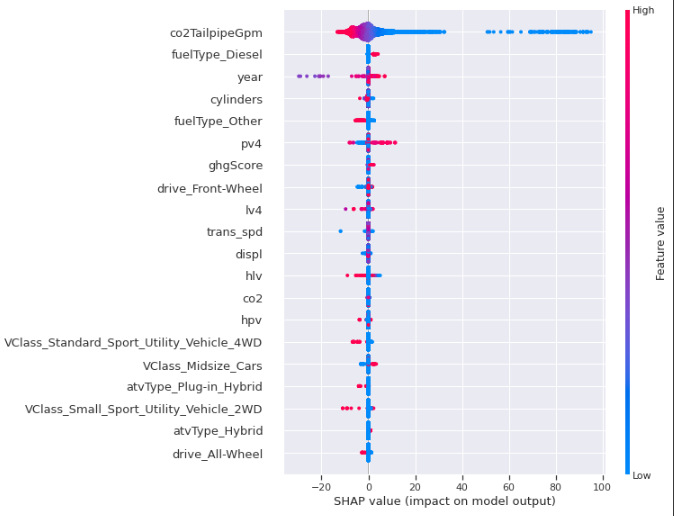 High
co2TailpipeGpm
fuelType_Diesel
year
cylinders
fuelType_Other
pv4
ghgScore
drive_Front-Wheel
lv4
trans_spd
displ
hlv
co2
hpv
VClass_Standard_Sport_Utility_Vehicle_4WD
VClass_Midsize_Cars
atvType_Plug-in_Hybrid
VClass_Small_Sport_Utility_Vehicle_2WD
atvType_Hybrid
drive_All-Wheel
Feature value
Low
−20 0 20 40 60 80 100
SHAP value (impact on model output)